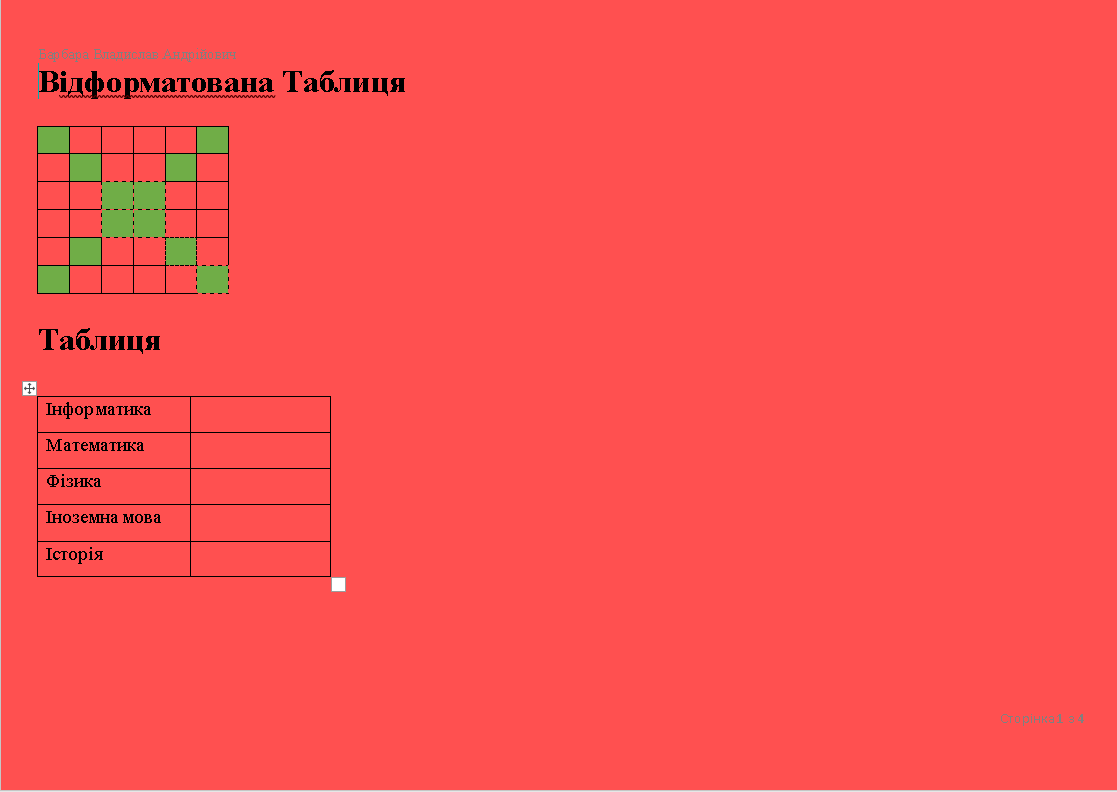 Відформатована Таблиця
Таблиця
Інформатика
Математика
Фізика
Іноземна мова
Історія